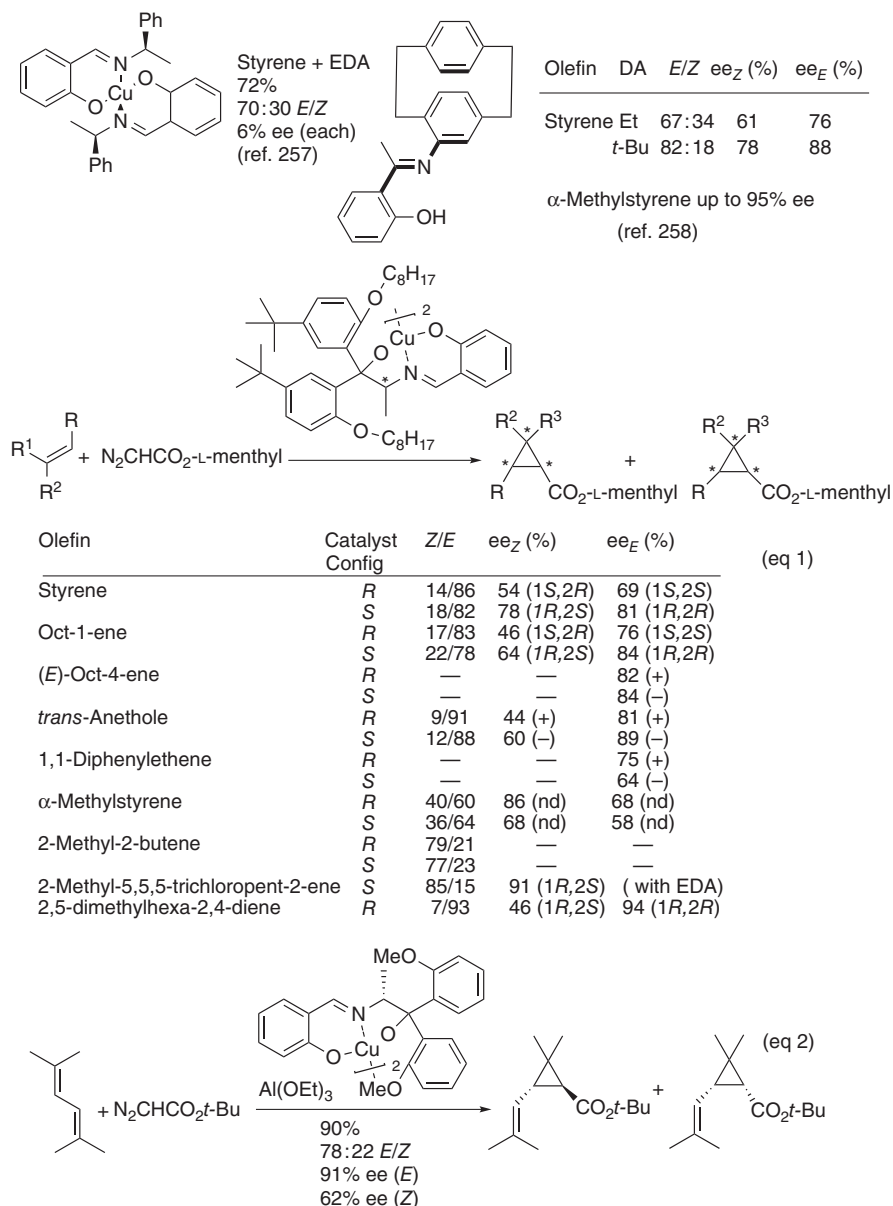 Ph
N
O
Cu
O
N
Ph
Styrene + EDA
72%
70:30 E/Z
6% ee (each)
(ref. 257)
N
OH
Olefin DA E/Z ee_Z (%) ee_E (%)
Styrene Et 67:34 61 76
t-Bu 82:18 78 88
α-Methylstyrene up to 95% ee
(ref. 258)
C8H17
O
2
O
Cu
O
N
*
O
C8H17
R
R1
R2
+ N2CHCO2-L-menthyl
R2 R3
* * *
R
CO2-L-menthyl
+
R2 R3
* * *
R
CO2-L-menthyl
(eq 1)
Olefin Catalyst Z/E ee_Z (%) ee_E (%)
Config
Styrene R 14/86 54 (1S,2R) 69 (1S,2S)
S 18/82 78 (1R,2S) 81 (1R,2R)
Oct-1-ene R 17/83 46 (1S,2R) 76 (1S,2S)
S 22/78 64 (1R,2S) 84 (1R,2R)
(E)-Oct-4-ene R — — 82 (+)
S — — 84 (–)
trans-Anethole R 9/91 44 (+) 81 (+)
S 12/88 60 (–) 89 (–)
1,1-Diphenylethene R — — 75 (+)
S — — 64 (–)
α-Methylstyrene R 40/60 86 (nd) 68 (nd)
S 36/64 68 (nd) 58 (nd)
2-Methyl-2-butene R 79/21 — —
S 77/23 — —
2-Methyl-5,5,5-trichloropent-2-ene S 85/15 91 (1R,2S) ( with EDA)
2,5-dimethylhexa-2,4-diene R 7/93 46 (1R,2S) 94 (1R,2R)
MeO
N
O
O
Cu
2
MeO
+ N2CHCO2t-Bu
Al(OEt)3
90%
78:22 E/Z
91% ee (E)
62% ee (Z)
CO2t-Bu
+
CO2t-Bu
(eq 2)